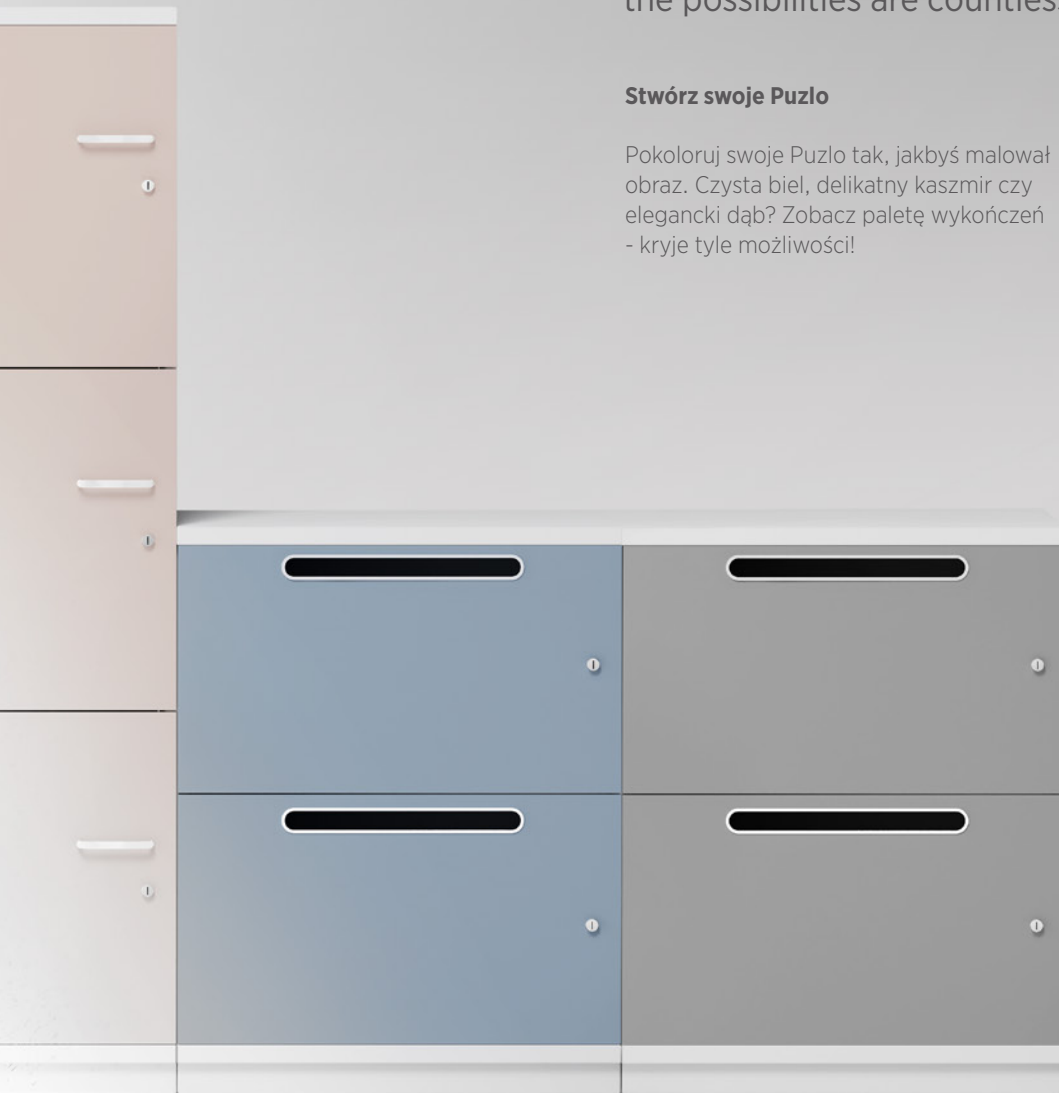 the possibilities are countless
Stwórz swoje Puzlo
Pokoloruj swoje Puzlo tak, jakbyś malował
obraz. Czysta biel, delikatny kaszmir czy
elegancki dąb? Zobacz paletę wykończeń
- kryje tyle możliwości!